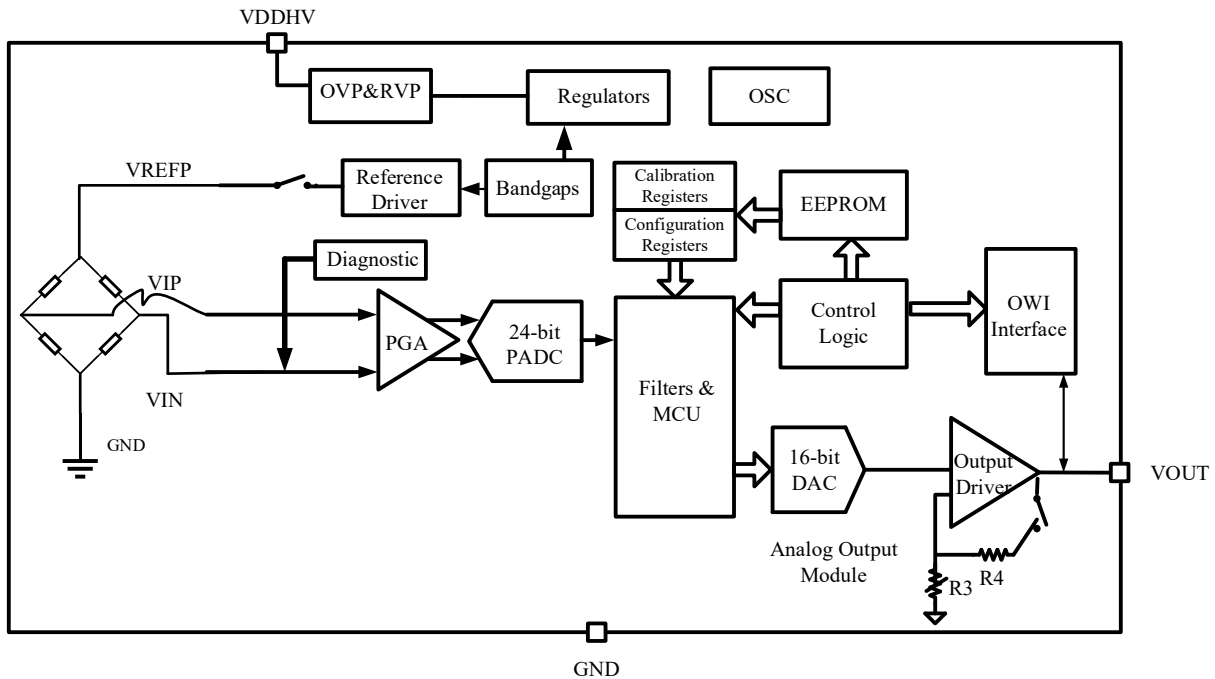 VDDHV
OVP&RVP
Regulators
OSC
VREFP
Reference
Driver
Bandgaps
Calibration
Registers
Configuration
Registers
EEPROM
Diagnostic
VIP
PGA
24-bit
PADC
Control
Logic
OWI
Interface
VIN
GND
Filters &
MCU
16-bit
DAC
Output
Driver
VOUT
Analog Output
Module
R4
R3
GND